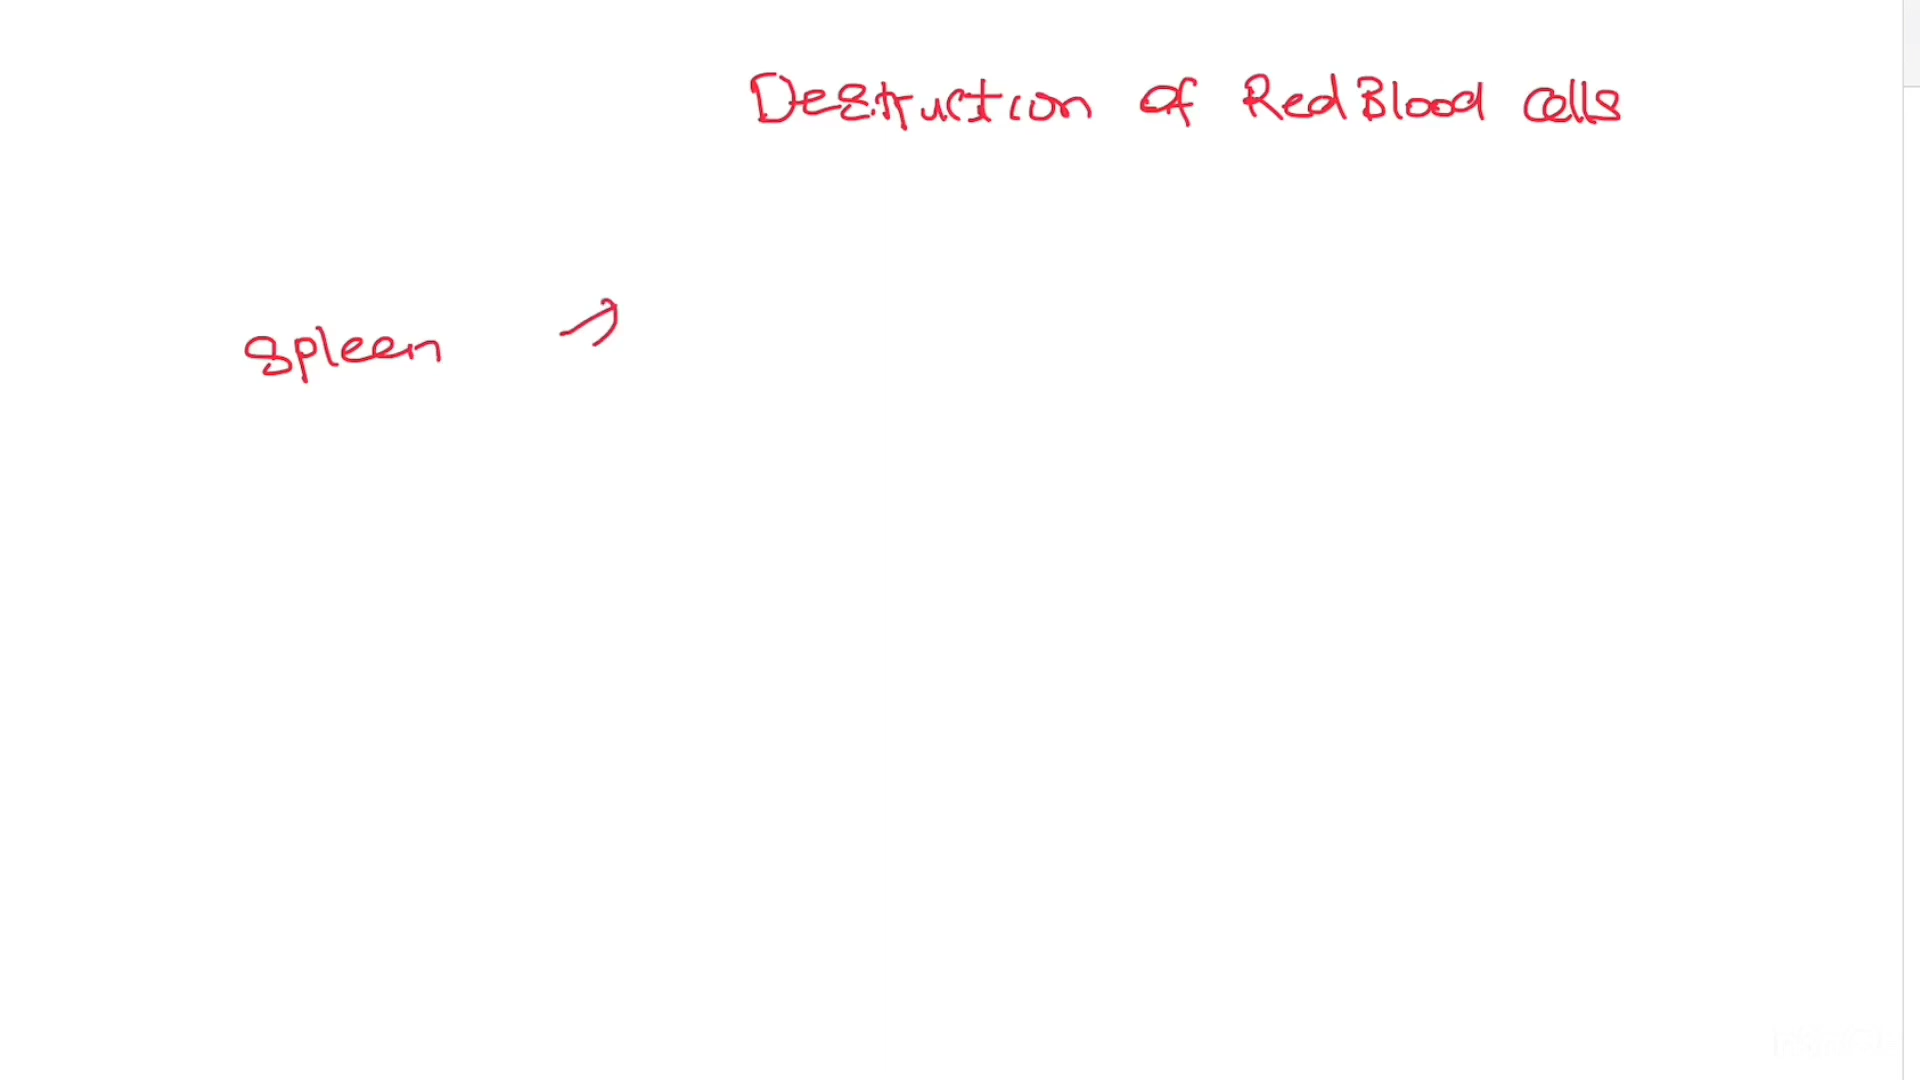 Destruction of Red Blood cells
spleen →